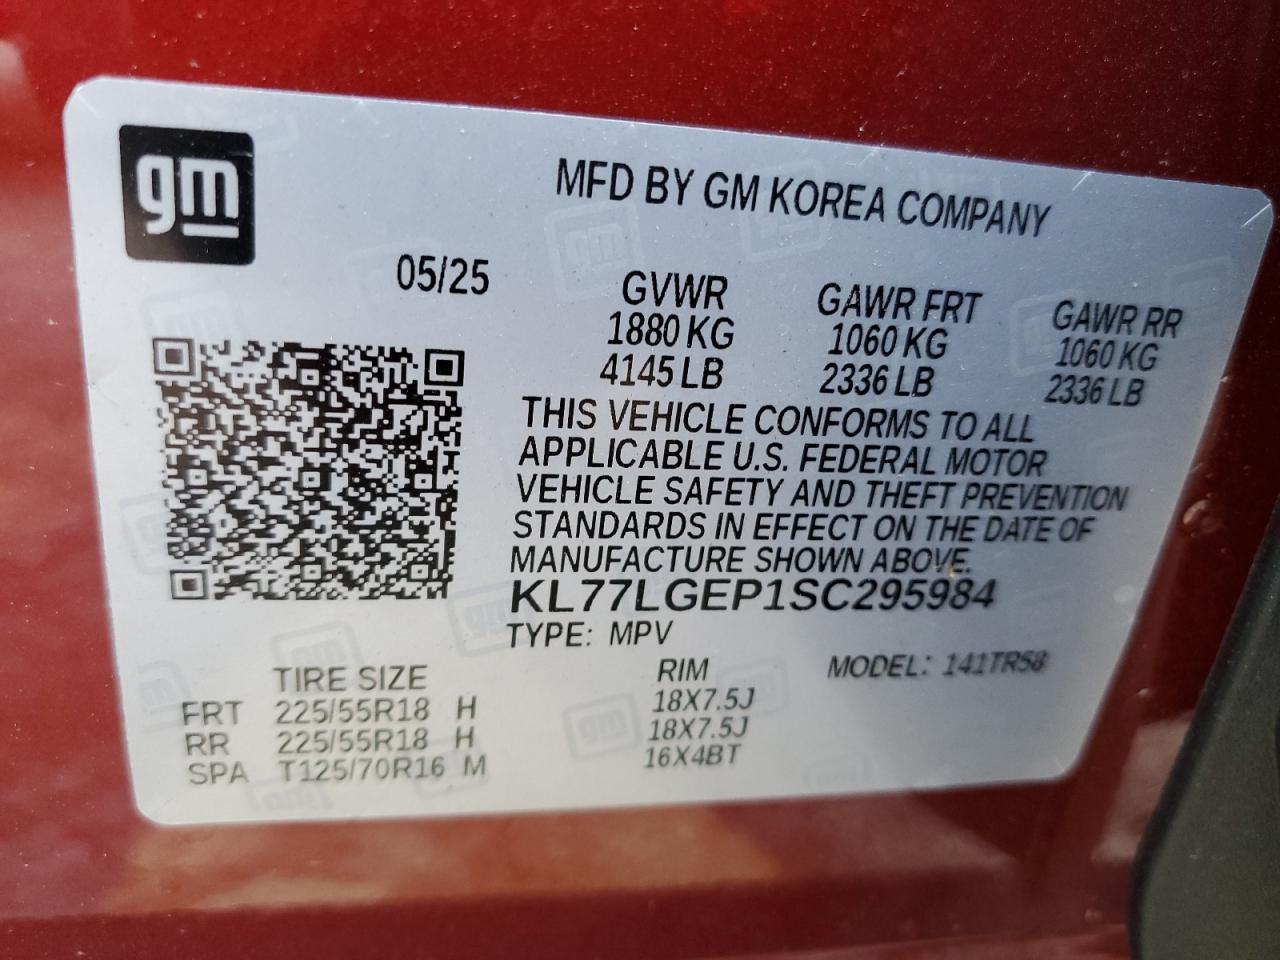 gm
MFD BY GM KOREA COMPANY
05/25
GVWR GAWR FRT GAWR RR
1880 KG 1060 KG 1060 KG
4145 LB 2336 LB 2336 LB
THIS VEHICLE CONFORMS TO ALL
APPLICABLE U.S. FEDERAL MOTOR
VEHICLE SAFETY AND THEFT PREVENTION
STANDARDS IN EFFECT ON THE DATE OF
MANUFACTURE SHOWN ABOVE.
KL77LGEP1SC295984
TYPE: MPV MODEL: 141TR58
TIRE SIZE RIM
FRT 225/55R18 H 18X7.5J
RR 225/55R18 H 18X7.5J
SPA T125/70R16 M 16X4BT